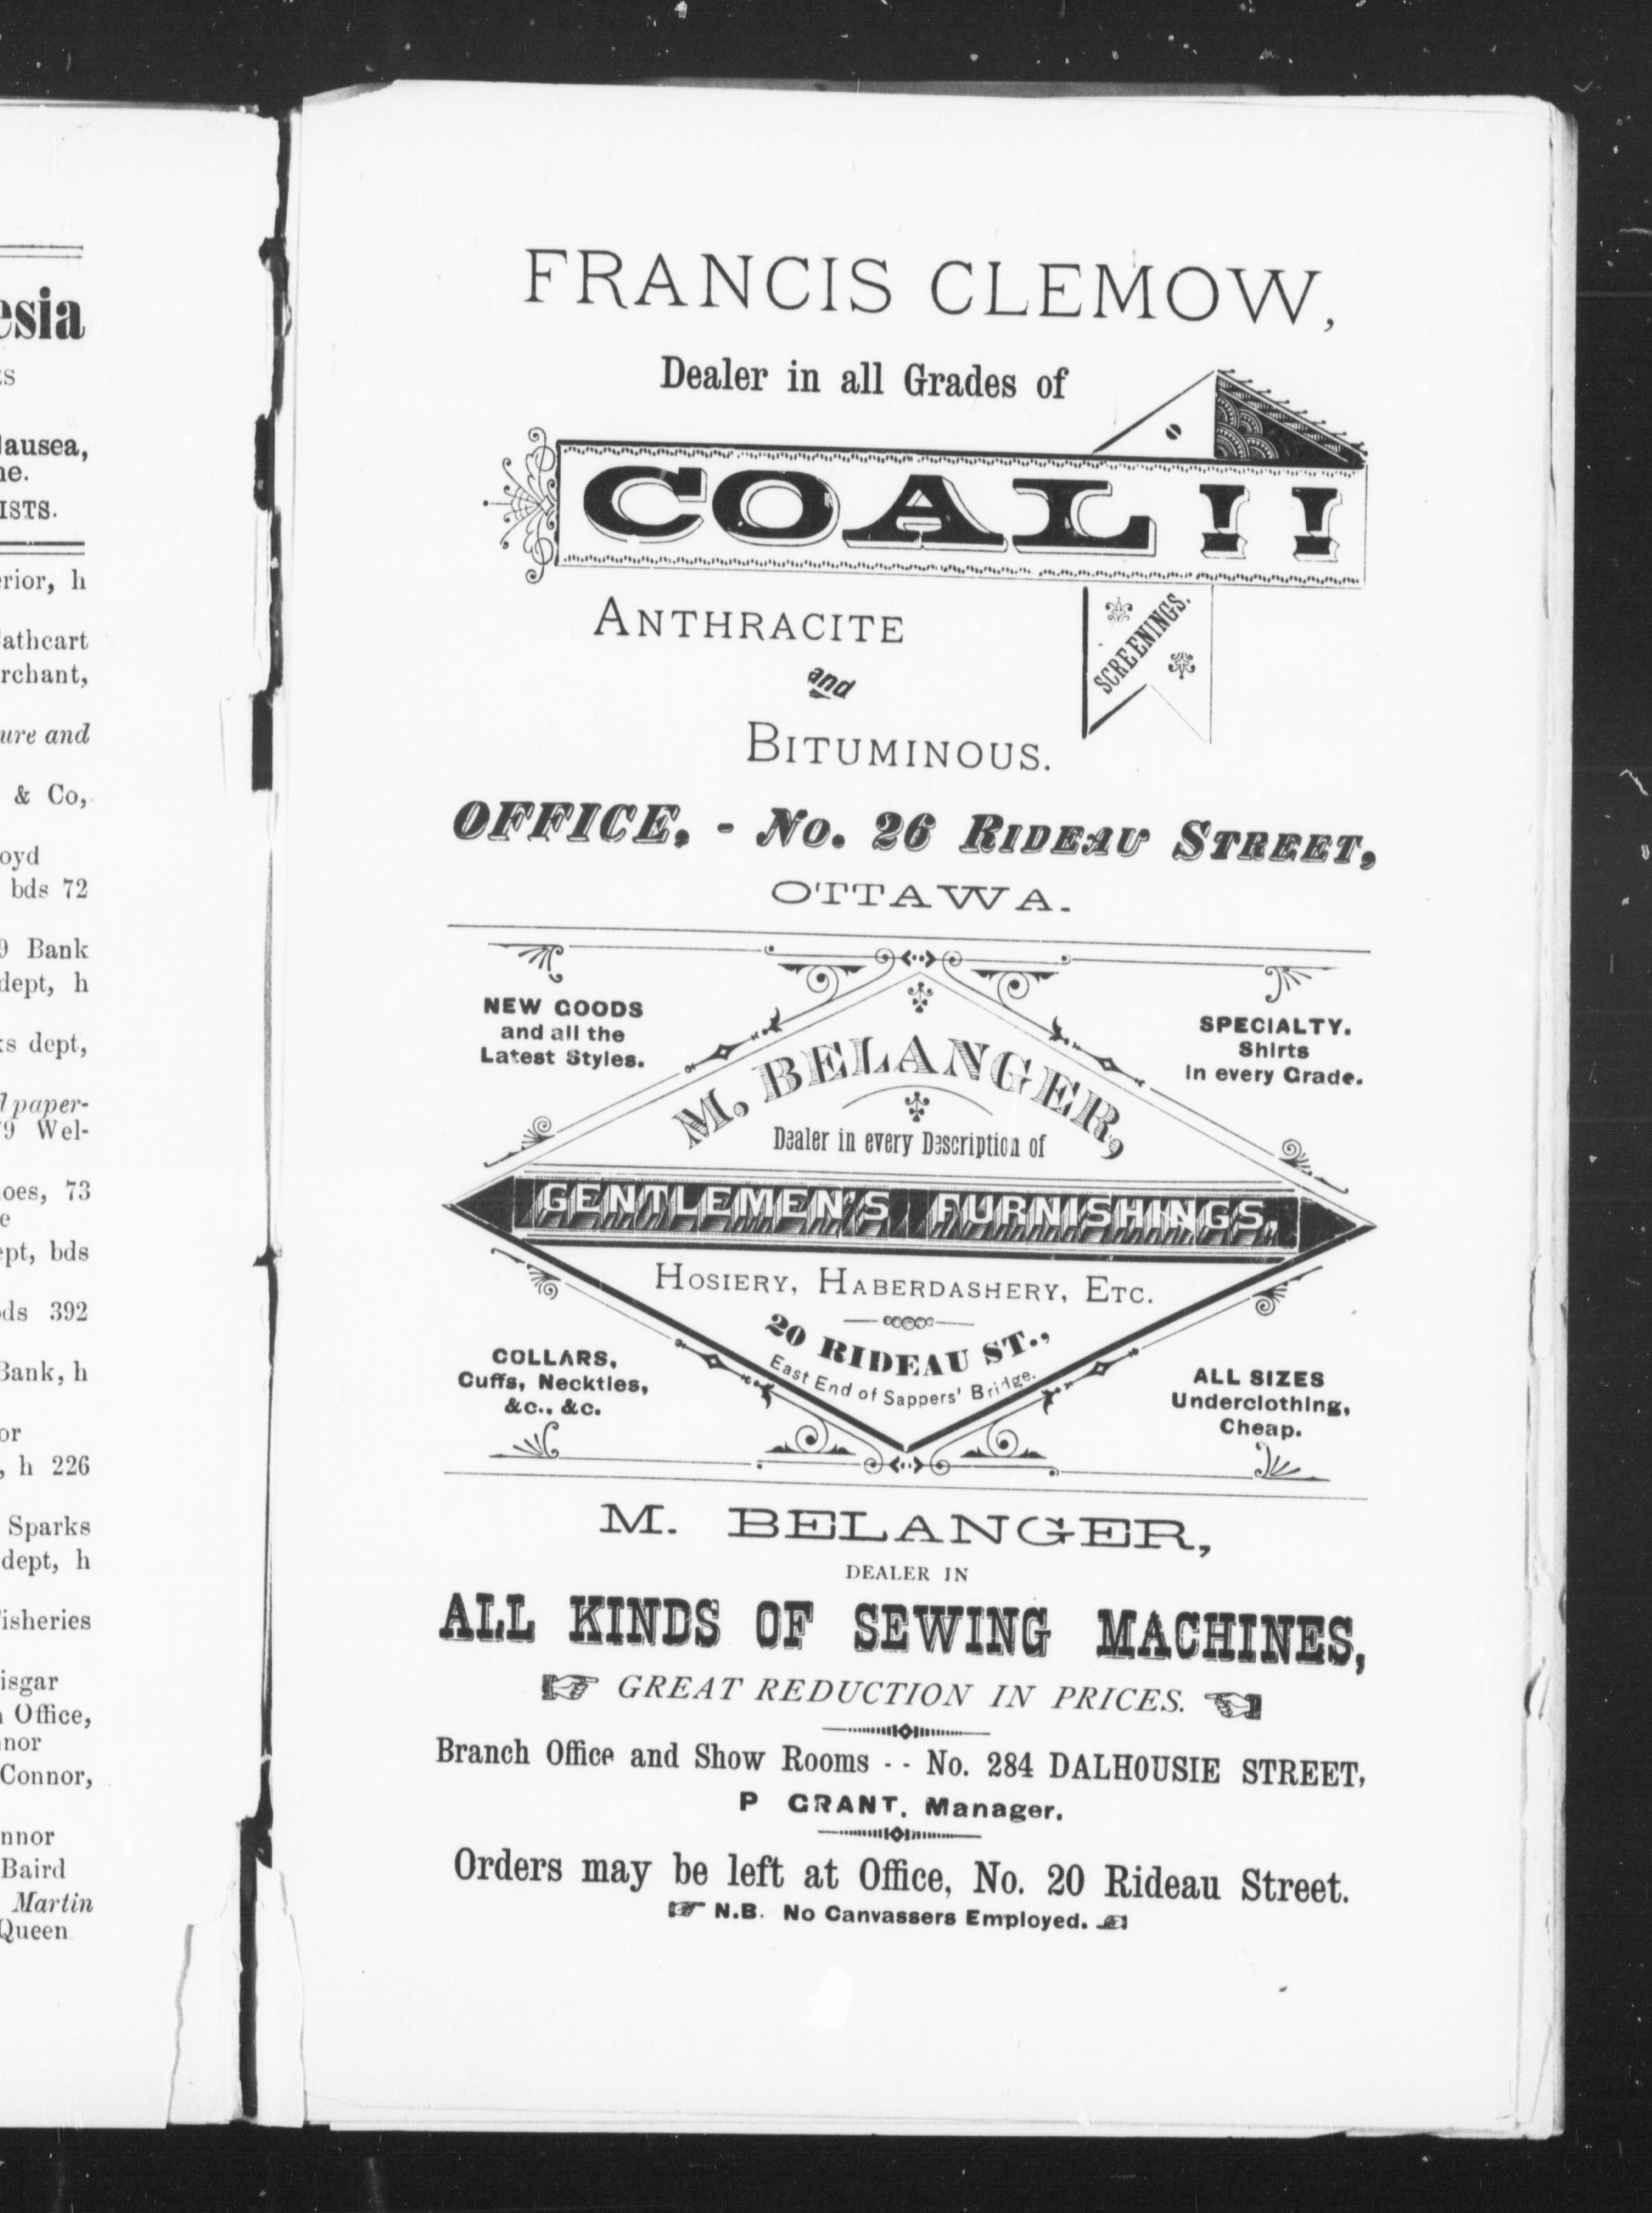 esia
Nausea,
ne.
ISTS.
erior, h
Cathcart
rchant,
ure and
& Co,
oyd
bds 72
9 Bank
dept, h
ks dept,
l paper-
79 Wel-
oes, 73
e
ept, bds
ds 392
Bank, h
or
, h 226
Sparks
dept, h
Fisheries
isgar
n Office,
nnor
Connor,
nnor
Baird
Martin
Queen
FRANCIS CLEMOW,
Dealer in all Grades of
COAL!!
SCREENINGS.
ANTHRACITE
and
BITUMINOUS.
OFFICE, - No. 26 RIDEAU STREET,
OTTAWA.
NEW GOODS
and all the
Latest Styles.
SPECIALTY.
Shirts
in every Grade.
M. BELANGER,
Dealer in every Description of
GENTLEMEN'S FURNISHINGS,
HOSIERY, HABERDASHERY, ETC.
20 RIDEAU ST.,
East End of Sappers' Bridge.
COLLARS,
Cuffs, Neckties,
&c., &c.
ALL SIZES
Underclothing,
Cheap.
M. BELANGER,
DEALER IN
ALL KINDS OF SEWING MACHINES,
☞ GREAT REDUCTION IN PRICES. ☜
Branch Office and Show Rooms - - No. 284 DALHOUSIE STREET,
P GRANT, Manager.
Orders may be left at Office, No. 20 Rideau Street.
☞ N.B. No Canvassers Employed. ☜